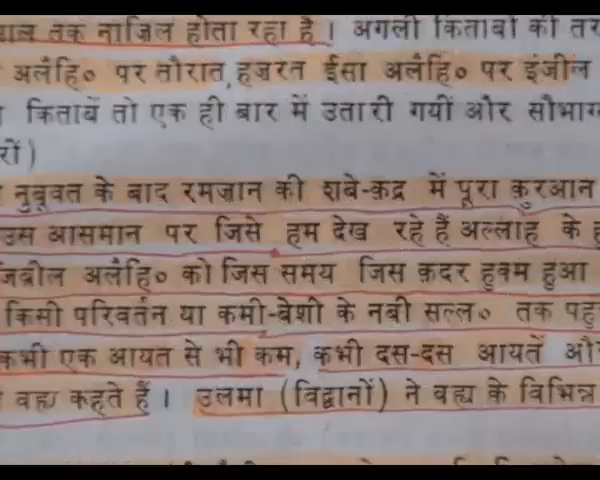 साल तक नाज़िल होता रहा है। अगली किताबों की तर
अलैहि० पर तौरात, हज़रत ईसा अलैहि० पर इंजील
किताबें तो एक ही बार में उतारी गयीं और सौभाग्
रों)
नुबूवत के बाद रमज़ान की शबे-क़द्र में पूरा क़ुरआन
उस आसमान पर जिसे हम देख रहे हैं अल्लाह के हु
जिब्रील अलैहि० को जिस समय जिस क़दर हुक्म हुआ
किसी परिवर्तन या कमी-बेशी के नबी सल्ल० तक पहु
कभी एक आयत से भी कम, कभी दस-दस आयतें औ
वह्य कहते हैं। उलमा (विद्वानों) ने वह्य के विभिन्न